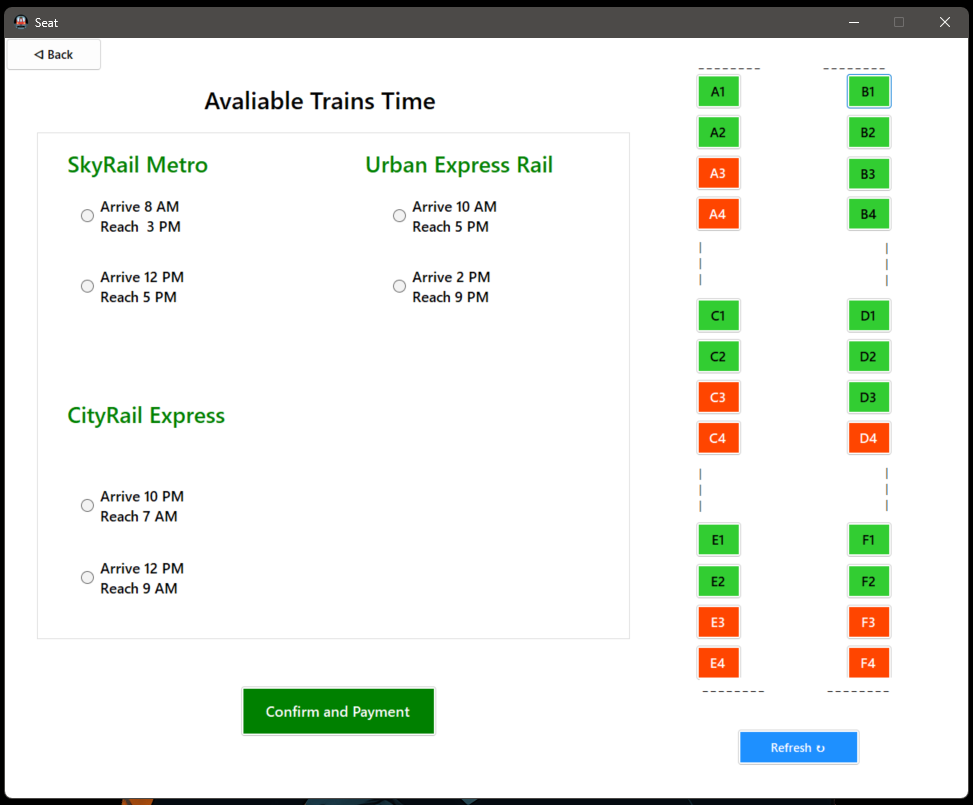 Seat
ᐊ Back
Avaliable Trains Time
SkyRail Metro
Arrive 8 AM
Reach  3 PM
Arrive 12 PM
Reach 5 PM
Urban Express Rail
Arrive 10 AM
Reach 5 PM
Arrive 2 PM
Reach 9 PM
CityRail Express
Arrive 10 PM
Reach 7 AM
Arrive 12 PM
Reach 9 AM
Confirm and Payment
A1 B1
A2 B2
A3 B3
A4 B4
C1 D1
C2 D2
C3 D3
C4 D4
E1 F1
E2 F2
E3 F3
E4 F4
Refresh ↻